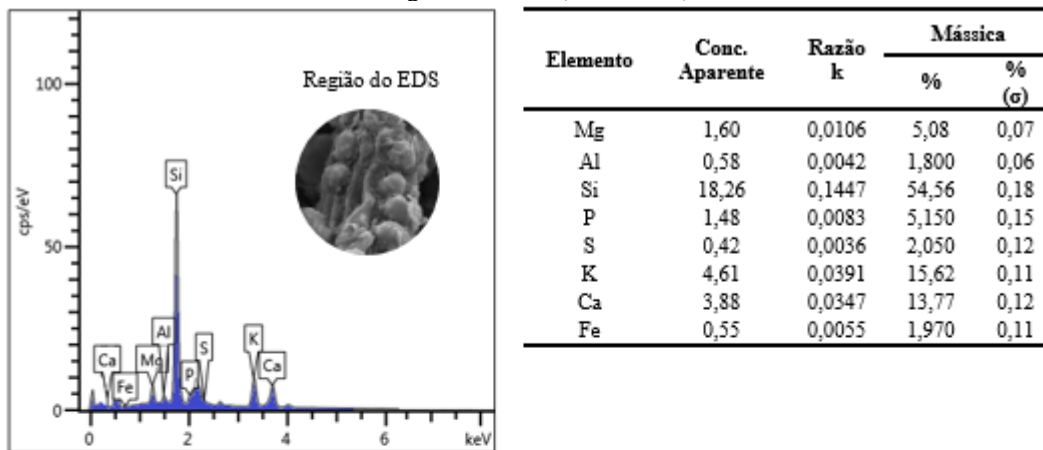 Região do EDS
cps/eV
100
50
0
Si
Ca
Fe
Al
P
S
K
Ca
0
2
4
6
keV
Elemento Conc. Aparente Razão k Mássica
% % (σ)
Mg 1,60 0,0106 5,08 0,07
Al 0,58 0,0042 1,800 0,06
Si 18,26 0,1447 54,56 0,18
P 1,48 0,0083 5,150 0,15
S 0,42 0,0036 2,050 0,12
K 4,61 0,0391 15,62 0,11
Ca 3,88 0,0347 13,77 0,12
Fe 0,55 0,0055 1,970 0,11